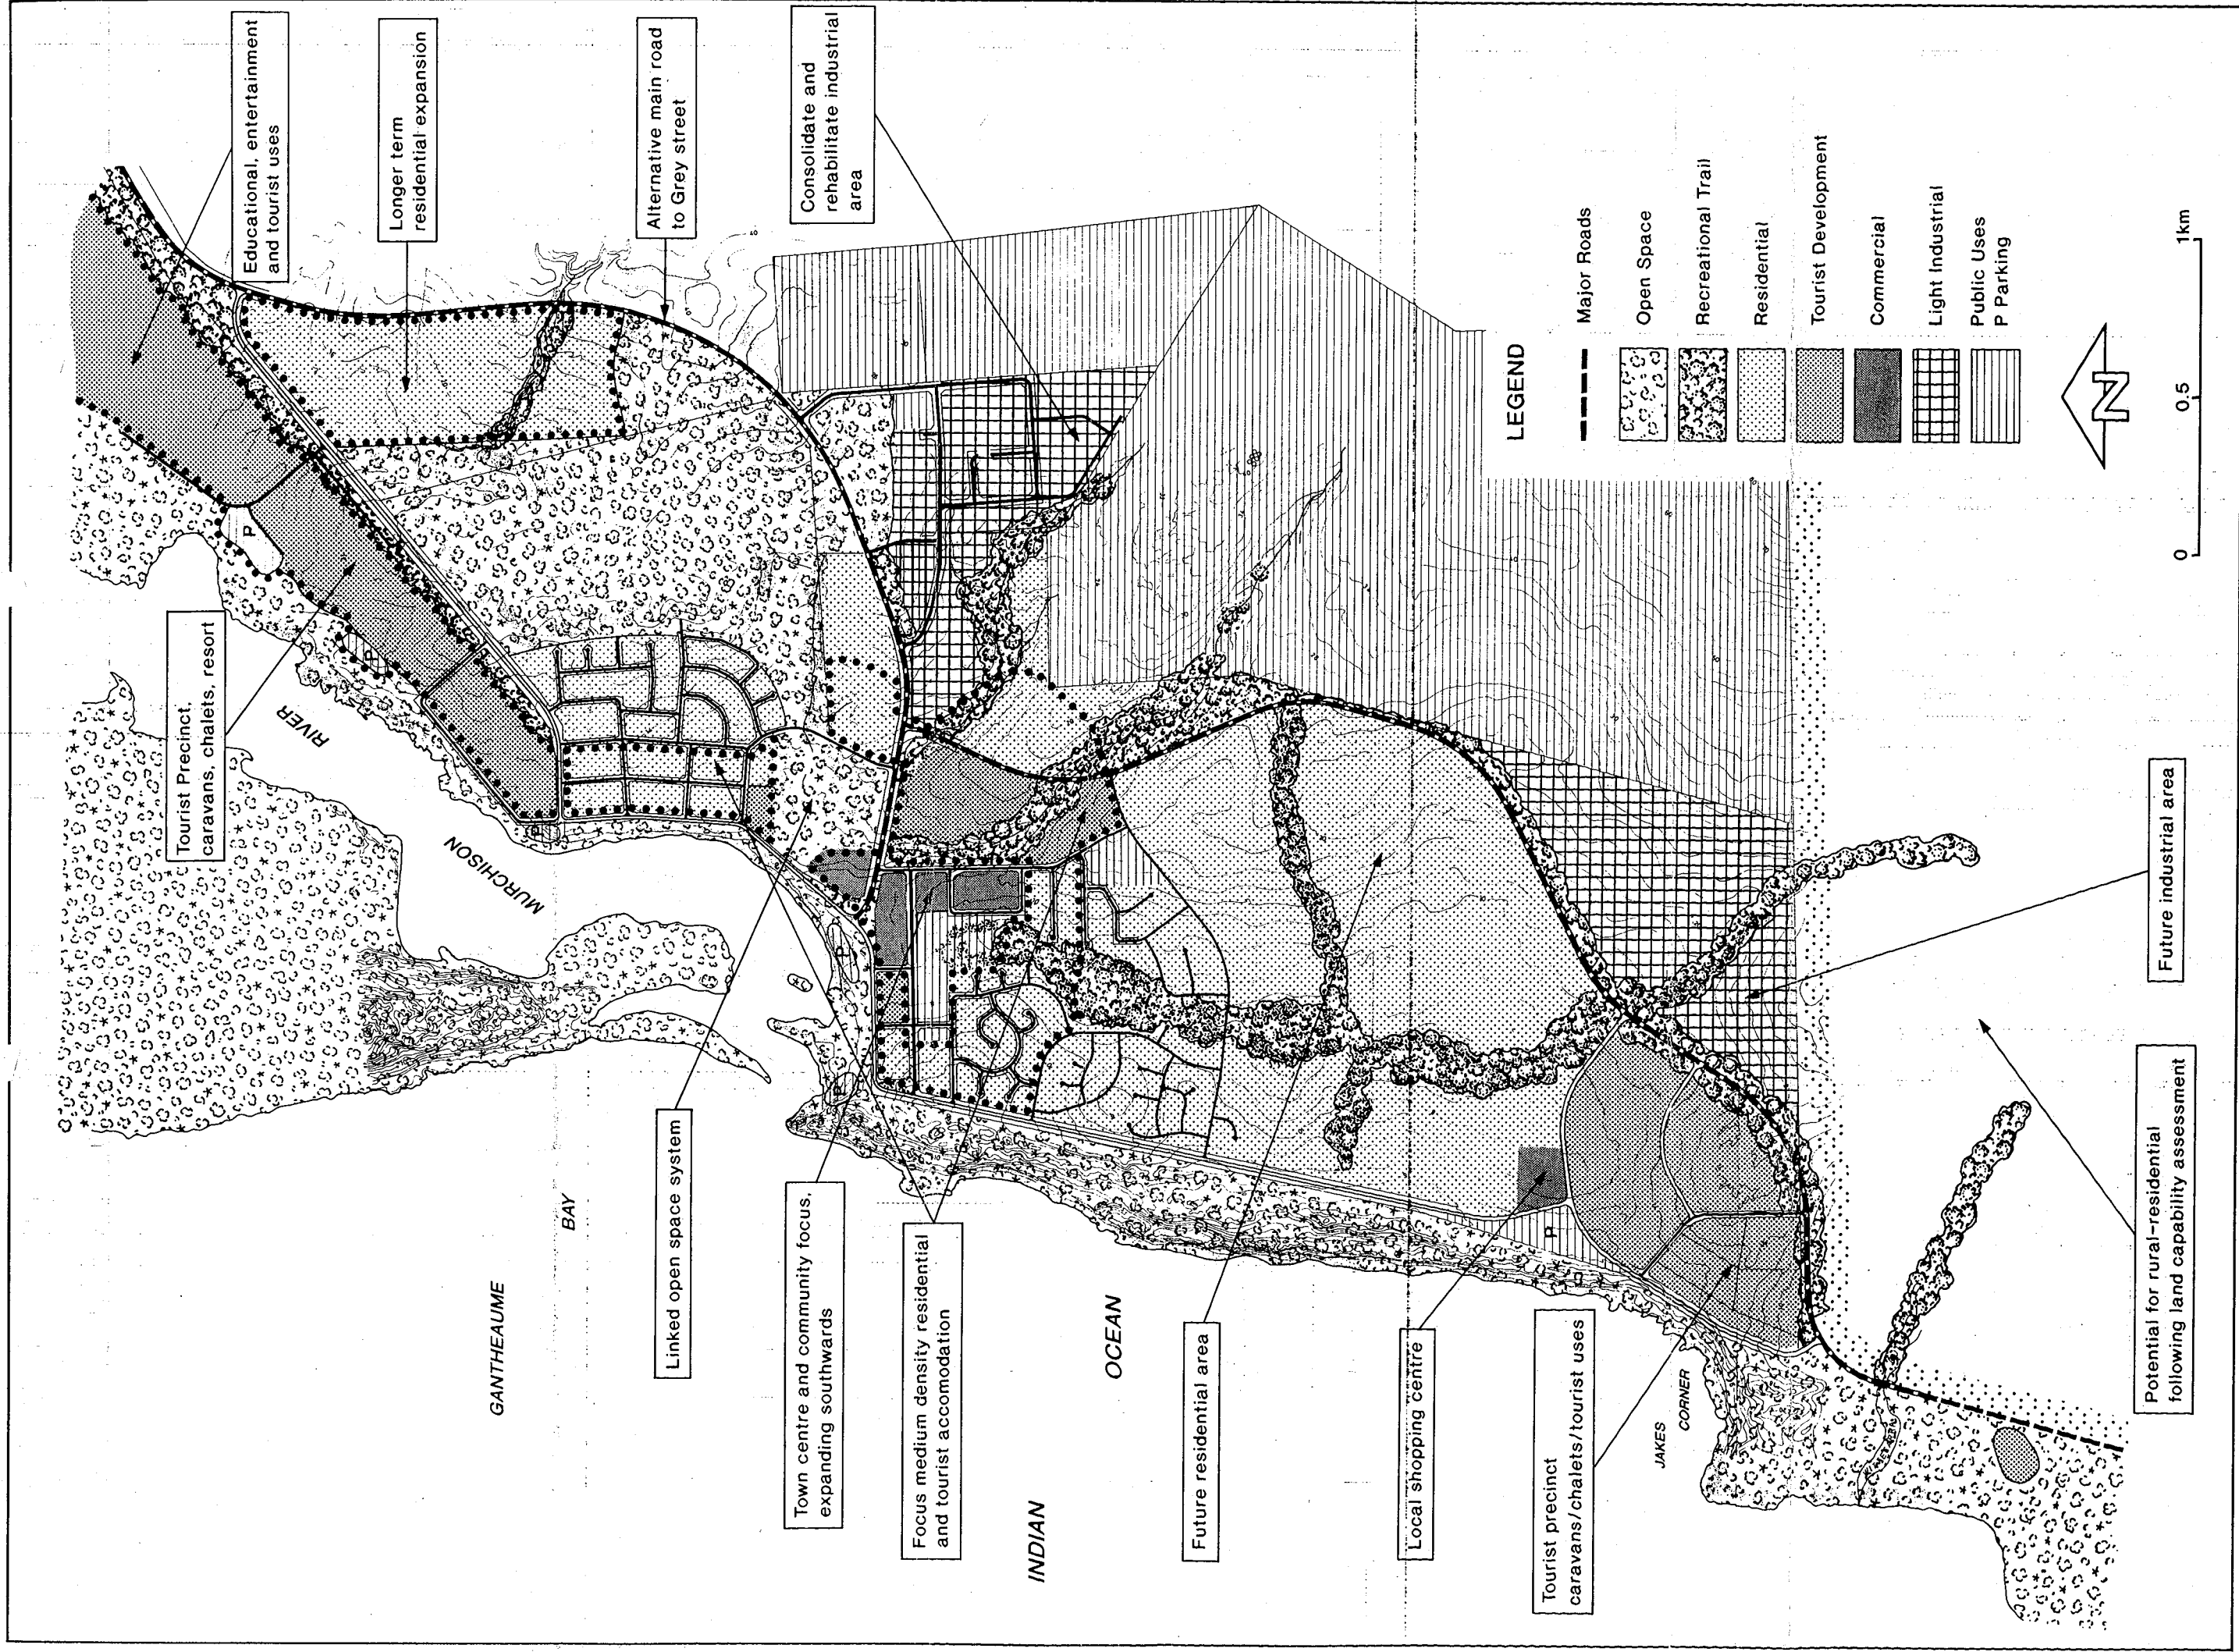 Educational, entertainment
and tourist uses
Longer term
residential expansion
Alternative main road
to Grey street
Consolidate and
rehabilitate industrial
area
Tourist Precinct,
caravans, chalets, resort
RIVER
MURCHISON
GANTHEAUME
BAY
Linked open space system
Town centre and community focus,
expanding southwards
Focus medium density residential
and tourist accomodation
INDIAN
OCEAN
Future residential area
Local shopping centre
Tourist precinct
caravans/chalets/tourist uses
JAKES
CORNER
Potential for rural-residential
following land capability assessment
Future industrial area
P
P
P
P
P
P
P
LEGEND
Major Roads
Open Space
Recreational Trail
Residential
Tourist Development
Commercial
Light Industrial
Public Uses
P Parking
N
0 0.5 1km